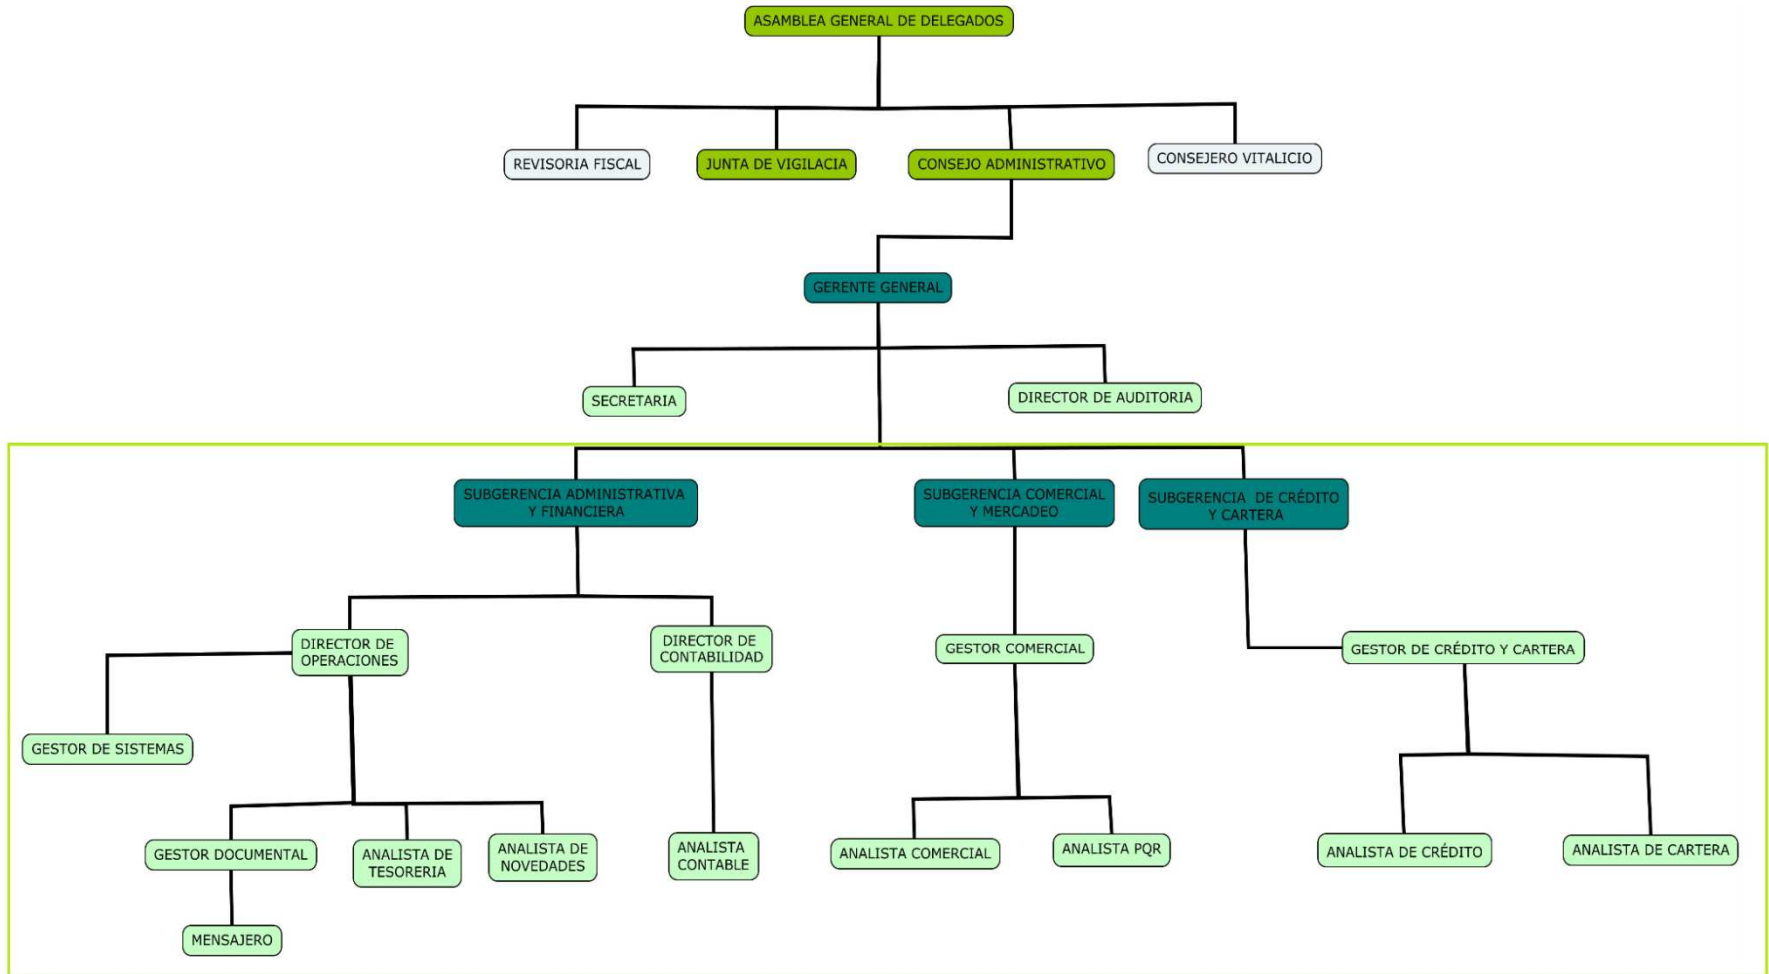 ASAMBLEA GENERAL DE DELEGADOS
REVISORIA FISCAL
JUNTA DE VIGILACIA
CONSEJO ADMINISTRATIVO
CONSEJERO VITALICIO
GERENTE GENERAL
SECRETARIA
DIRECTOR DE AUDITORIA
SUBGERENCIA ADMINISTRATIVA
Y FINANCIERA
SUBGERENCIA COMERCIAL
Y MERCADEO
SUBGERENCIA DE CRÉDITO
Y CARTERA
DIRECTOR DE
OPERACIONES
DIRECTOR DE
CONTABILIDAD
GESTOR COMERCIAL
GESTOR DE CRÉDITO Y CARTERA
GESTOR DE SISTEMAS
GESTOR DOCUMENTAL
ANALISTA DE
TESORERIA
ANALISTA DE
NOVEDADES
ANALISTA
CONTABLE
ANALISTA COMERCIAL
ANALISTA PQR
ANALISTA DE CRÉDITO
ANALISTA DE CARTERA
MENSAJERO